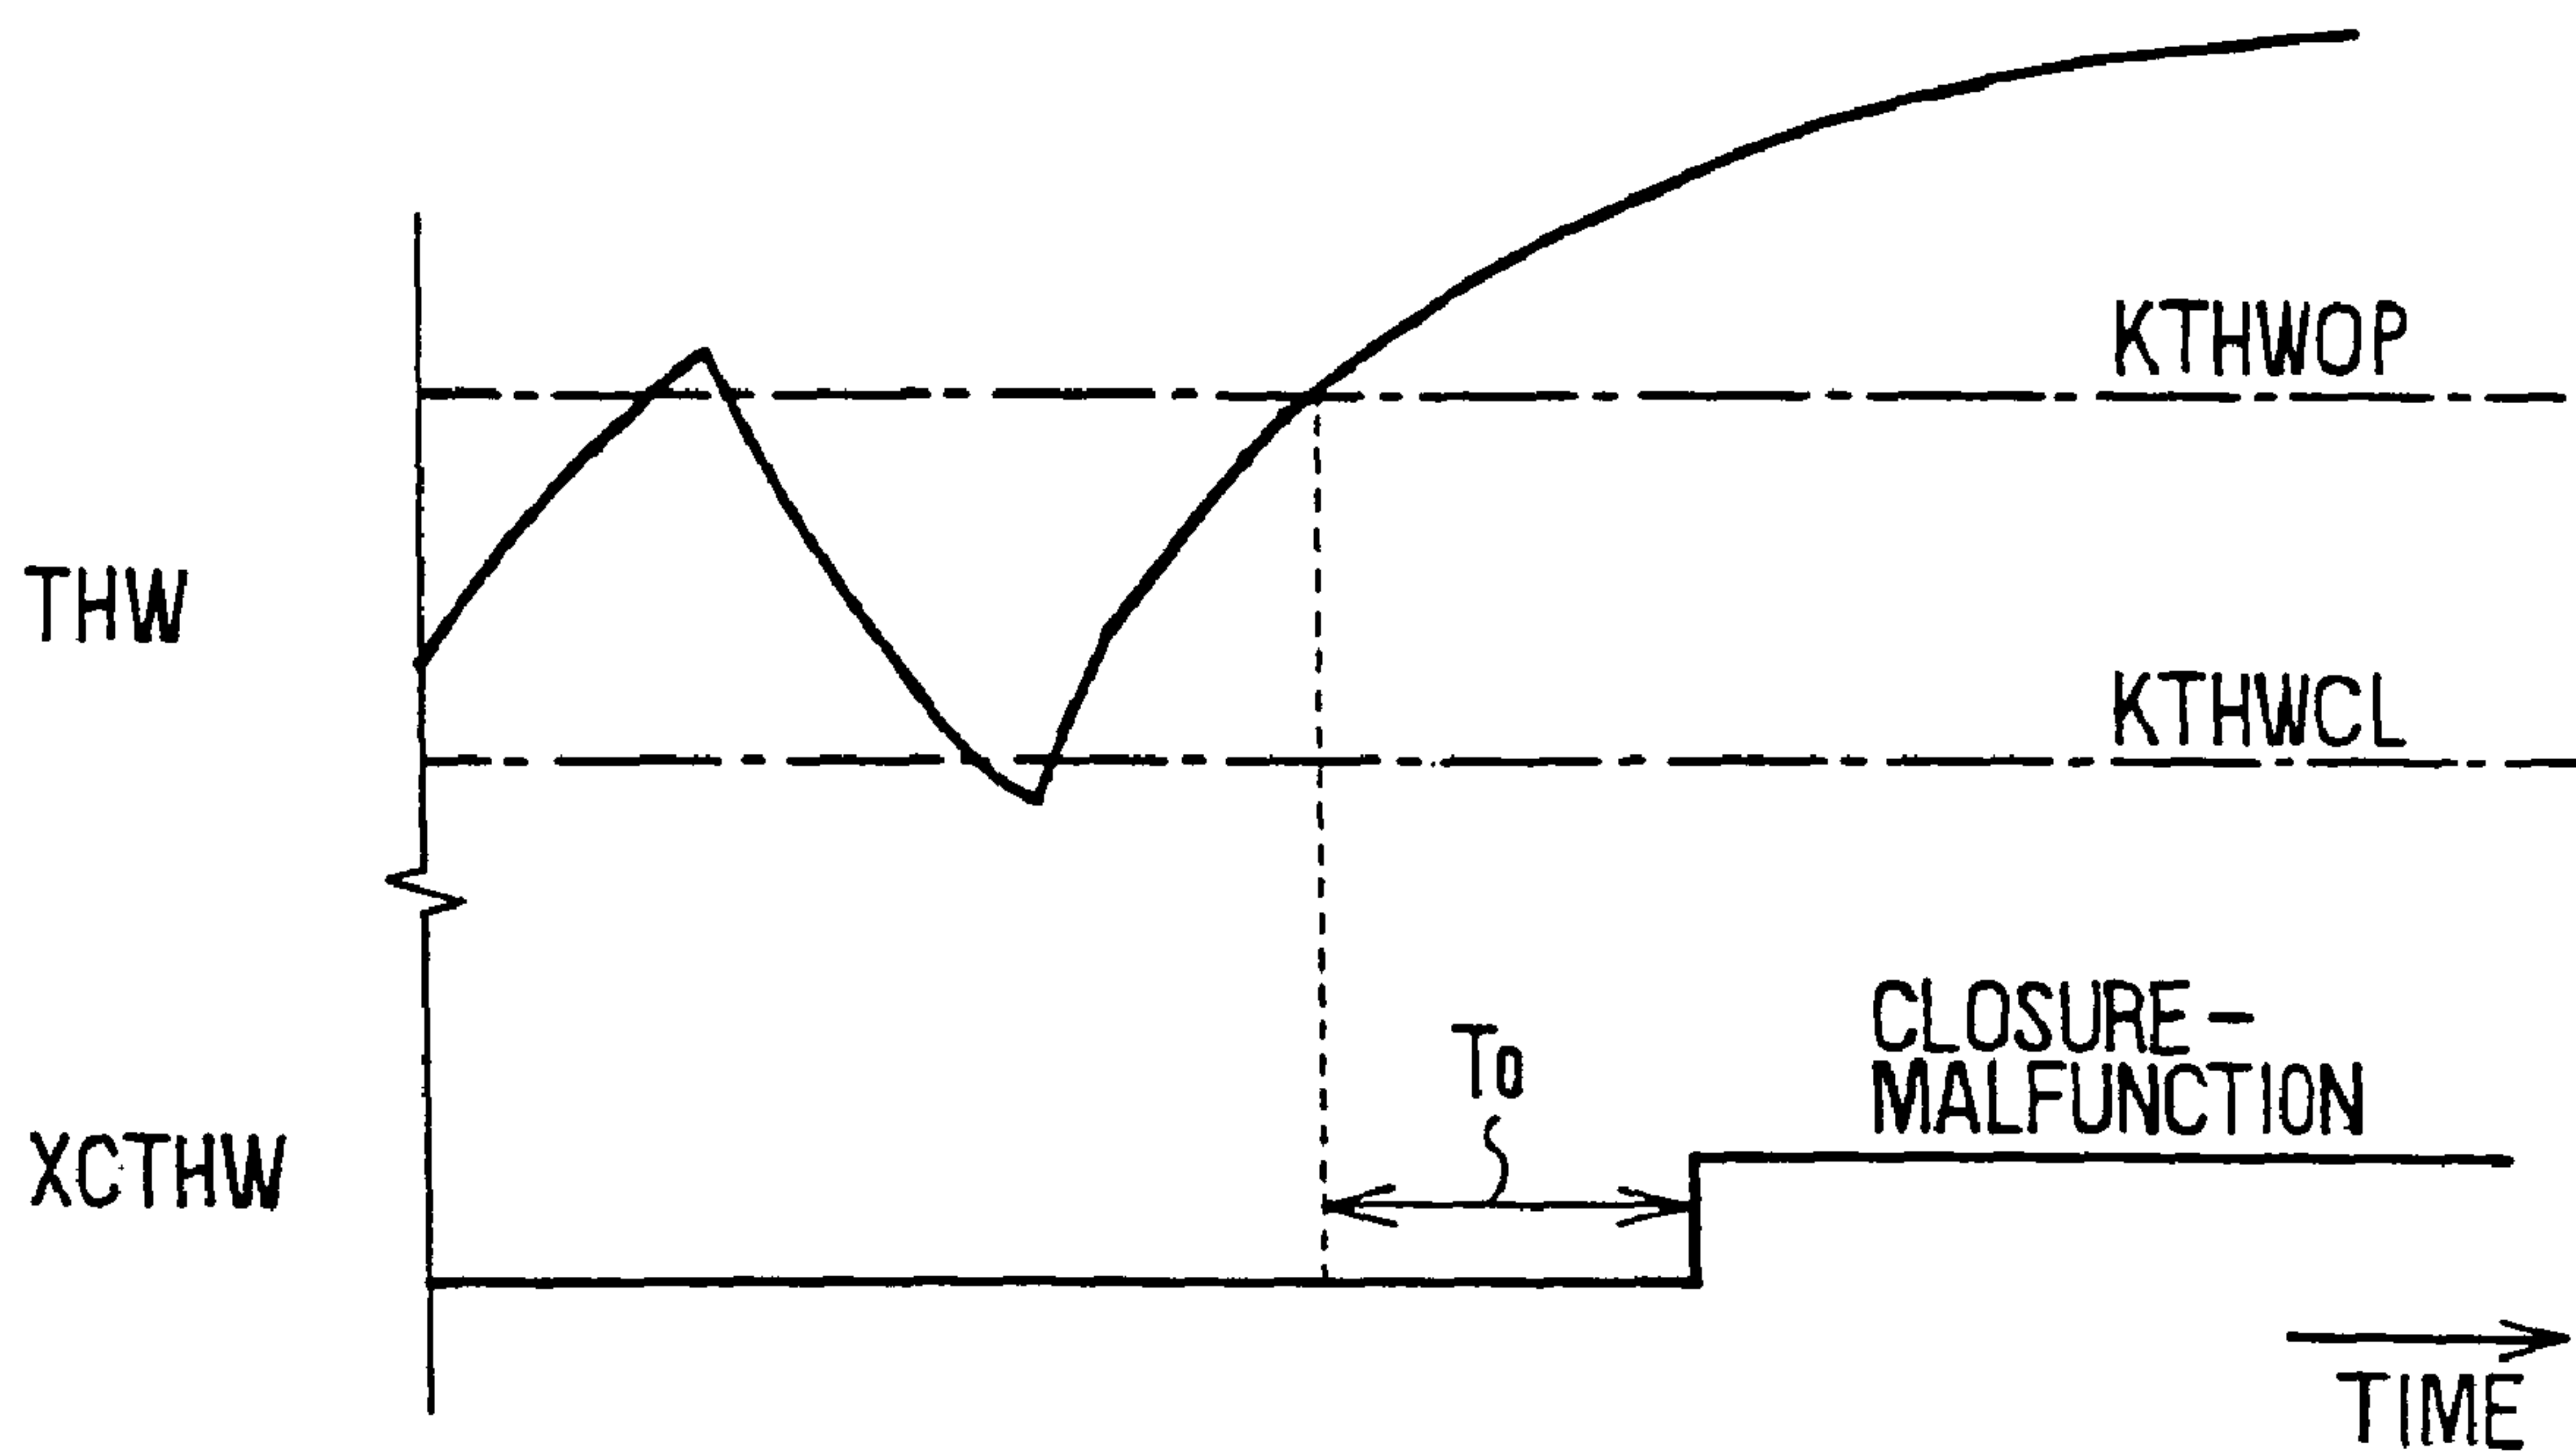 KTHWOP
THW
KTHWCL
CLOSURE-
MALFUNCTION
To
XCTHW
TIME